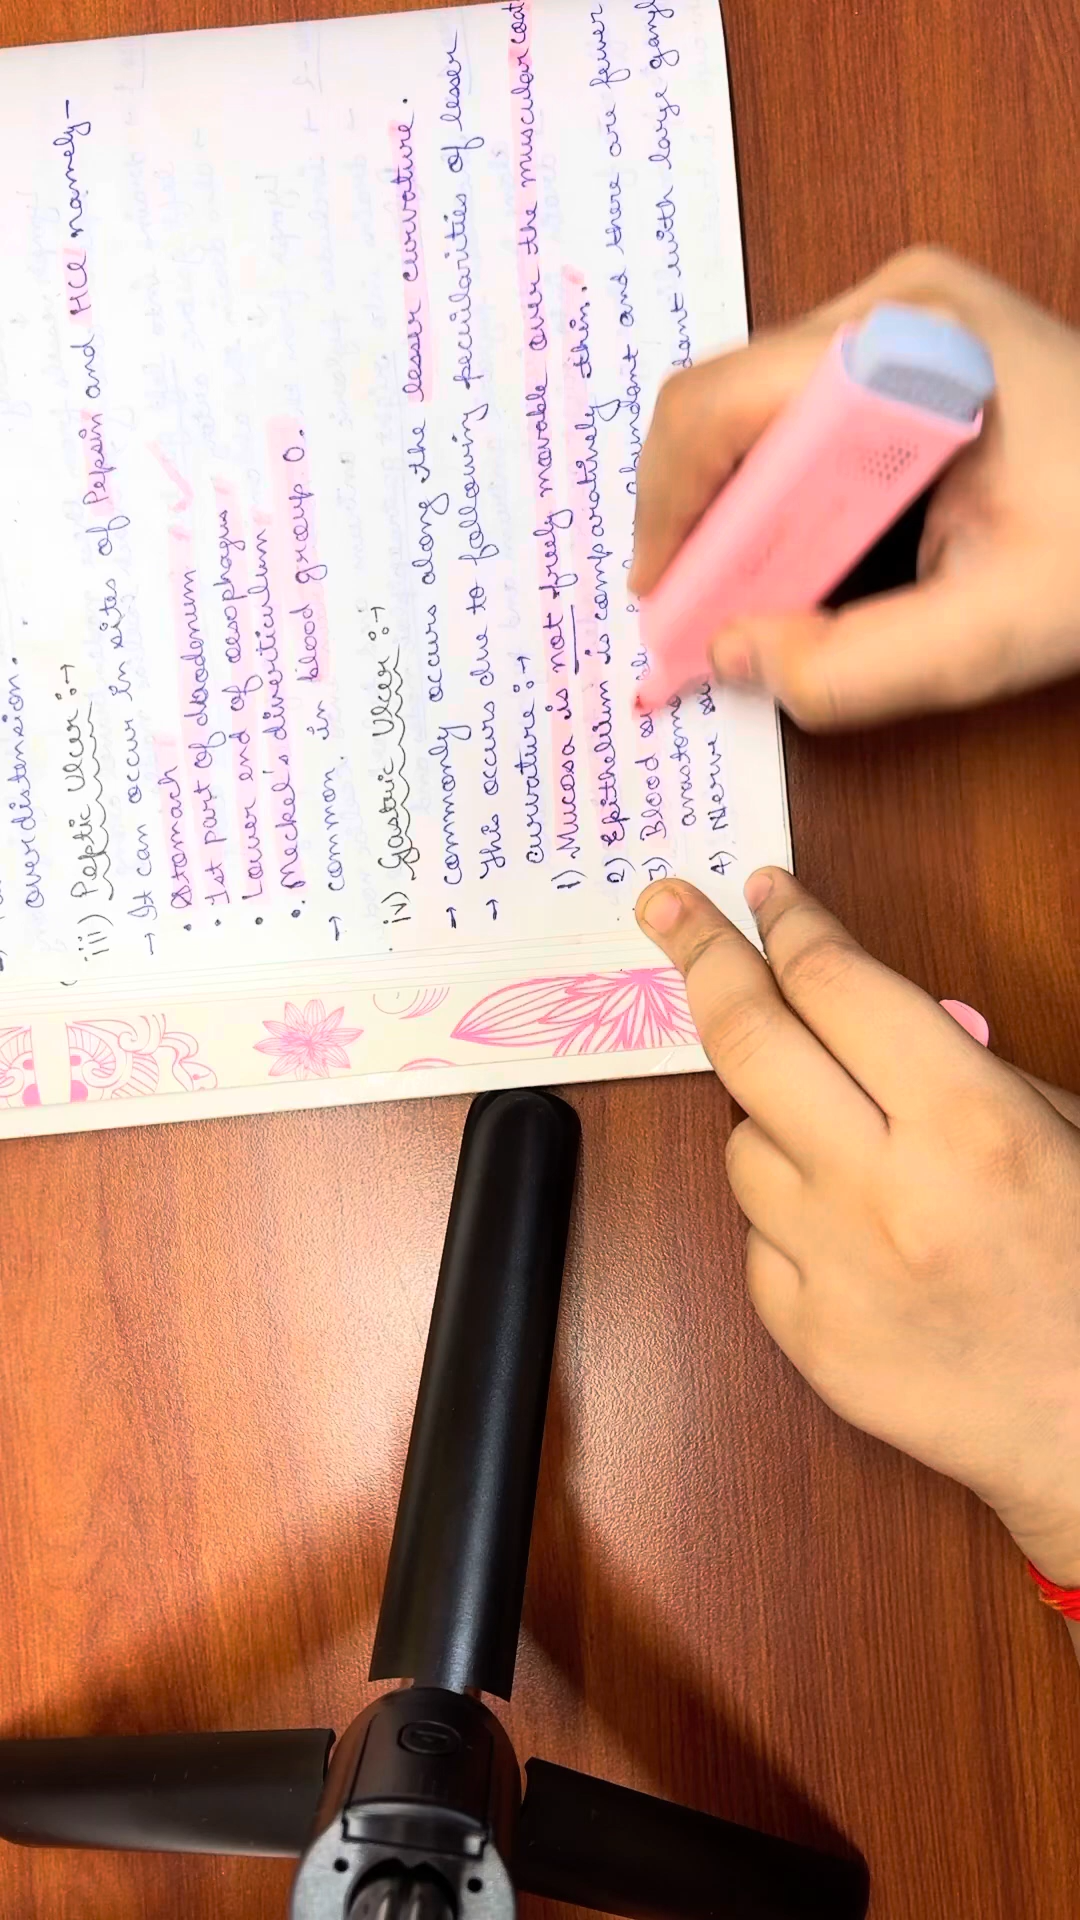 overdistension.
iii) Peptic Ulcer :→
→ It can occur in sites of Pepsin and HCl namely –
• Stomach
• 1st part of duodenum
• Lower end of oesophagus
• Meckel's diverticulum
→ common in blood group O.
iv) Gastric Ulcer :→
→ commonly occurs along the lesser curvature.
→ This occurs due to following peculiarities of lesser
curvature :→
1) Mucosa is not freely movable over the muscular coat
2) Epithelium is comparatively thin.
3) Blood abundant and there are fewer
4) Nerve with large